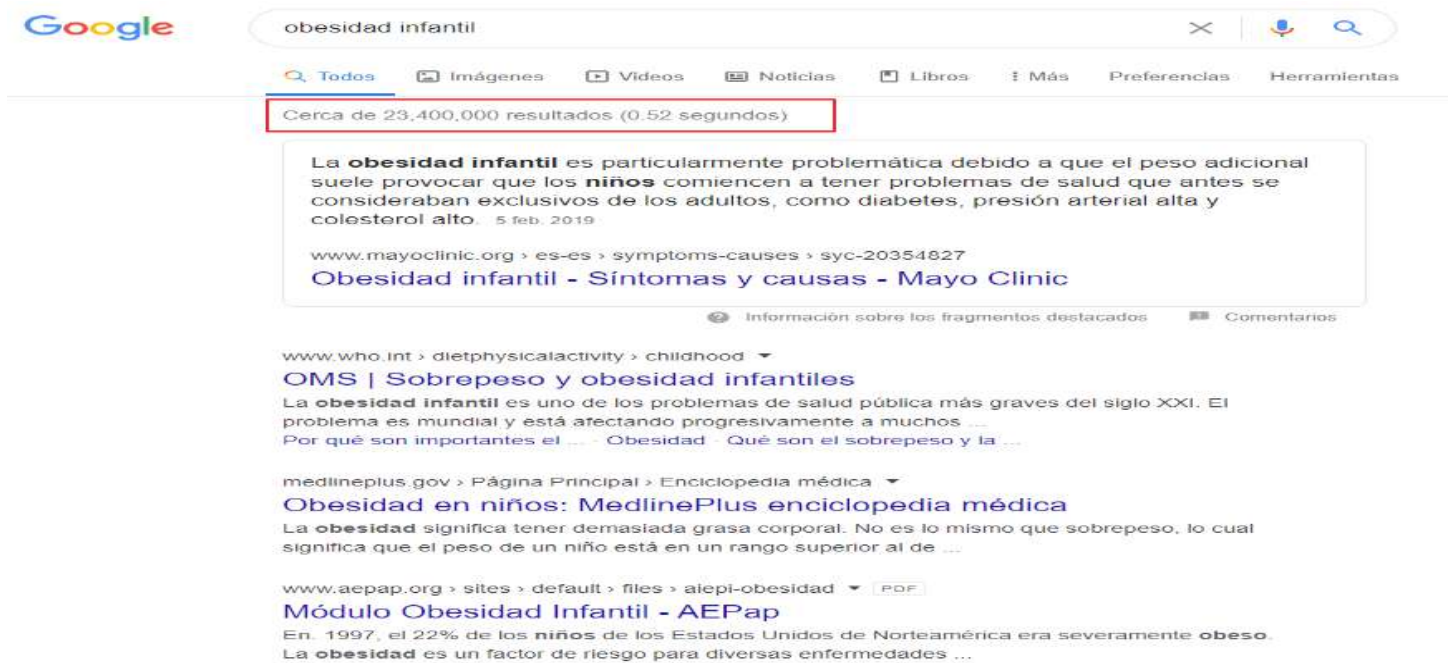 Google
obesidad infantil
Todos Imágenes Videos Noticias Libros Más Preferencias Herramientas
Cerca de 23,400,000 resultados (0.52 segundos)
La obesidad infantil es particularmente problemática debido a que el peso adicional
suele provocar que los niños comiencen a tener problemas de salud que antes se
consideraban exclusivos de los adultos, como diabetes, presión arterial alta y
colesterol alto. 5 feb. 2019
www.mayoclinic.org › es-es › symptoms-causes › syc-20354827
Obesidad infantil - Síntomas y causas - Mayo Clinic
Información sobre los fragmentos destacados Comentarios
www.who.int › dietphysicalactivity › childhood
OMS | Sobrepeso y obesidad infantiles
La obesidad infantil es uno de los problemas de salud pública más graves del siglo XXI. El
problema es mundial y está afectando progresivamente a muchos ...
Por qué son importantes el ... · Obesidad · Qué son el sobrepeso y la ...
medlineplus.gov › Página Principal › Enciclopedia médica
Obesidad en niños: MedlinePlus enciclopedia médica
La obesidad significa tener demasiada grasa corporal. No es lo mismo que sobrepeso, lo cual
significa que el peso de un niño está en un rango superior al de ...
www.aepap.org › sites › default › files › aiepi-obesidad PDF
Módulo Obesidad Infantil - AEPap
En. 1997, el 22% de los niños de los Estados Unidos de Norteamérica era severamente obeso.
La obesidad es un factor de riesgo para diversas enfermedades ...